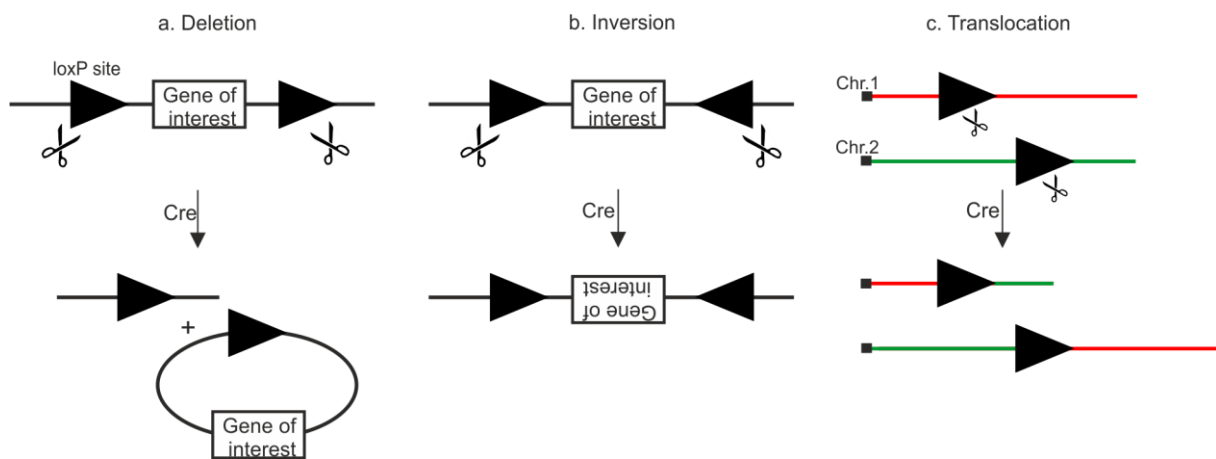 a. Deletion
loxP site
Gene of
interest
Cre
+
Gene of
interest
b. Inversion
Gene of
interest
Cre
Gene of
interest
c. Translocation
Chr.1
Chr.2
Cre